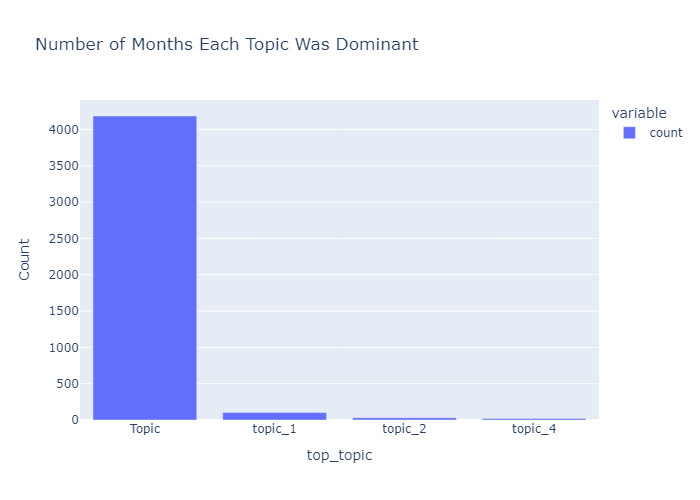 Number of Months Each Topic Was Dominant
variable
count
Count
4000
3500
3000
2500
2000
1500
1000
500
0
Topic
topic_1
topic_2
topic_4
top_topic